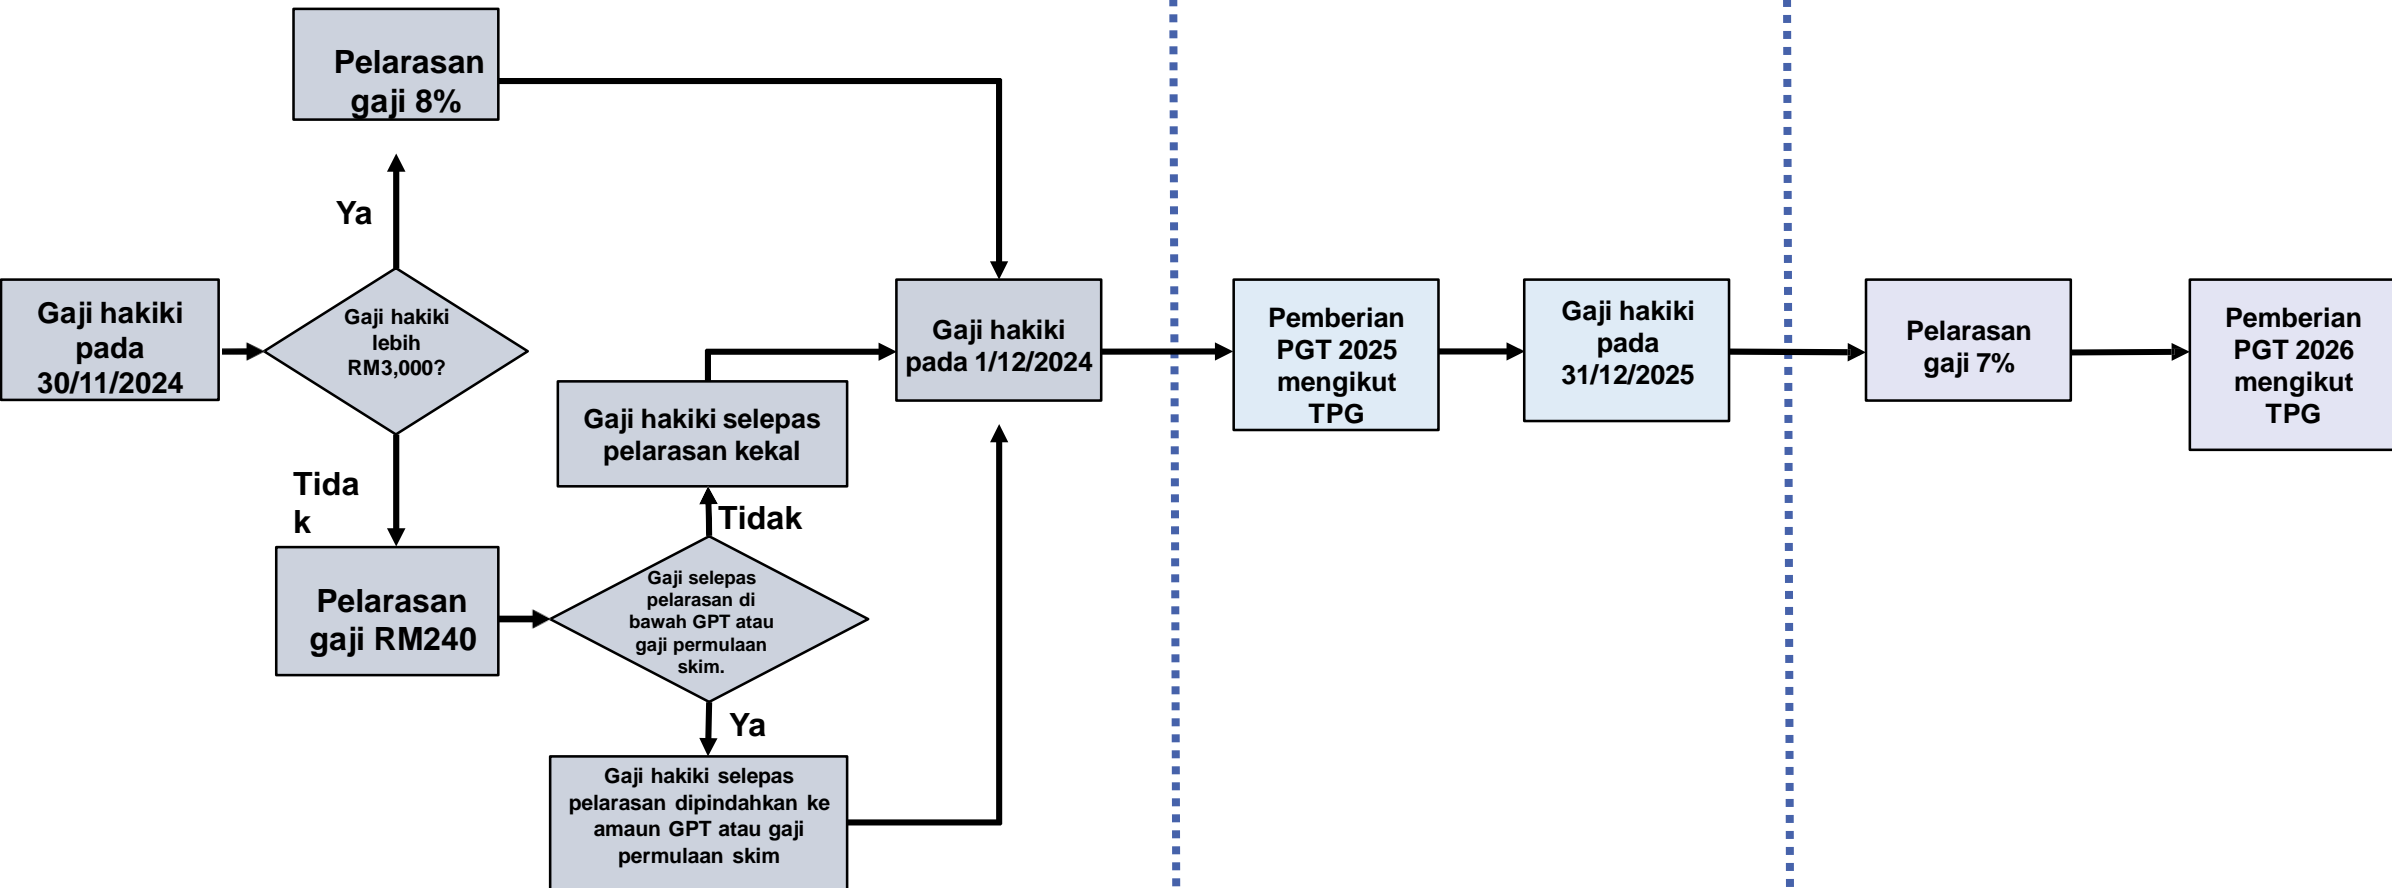 Pelarasan
gaji 8%
Ya
Gaji hakiki
pada
30/11/2024
Gaji hakiki
lebih
RM3,000?
Tida
k
Pelarasan
gaji RM240
Gaji selepas
pelarasan di
bawah GPT atau
gaji permulaan
skim.
Tidak
Gaji hakiki selepas
pelarasan kekal
Ya
Gaji hakiki selepas
pelarasan dipindahkan ke
amaun GPT atau gaji
permulaan skim
Gaji hakiki
pada 1/12/2024
Pemberian
PGT 2025
mengikut
TPG
Gaji hakiki
pada
31/12/2025
Pelarasan
gaji 7%
Pemberian
PGT 2026
mengikut
TPG